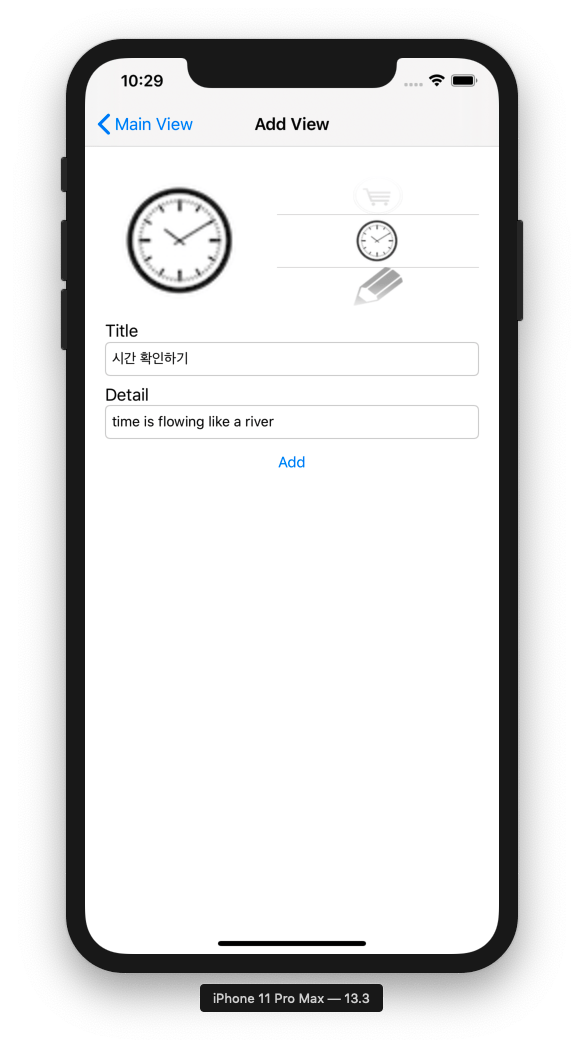 10:29
Main View
Add View
Title
시간 확인하기
Detail
time is flowing like a river
Add
iPhone 11 Pro Max — 13.3